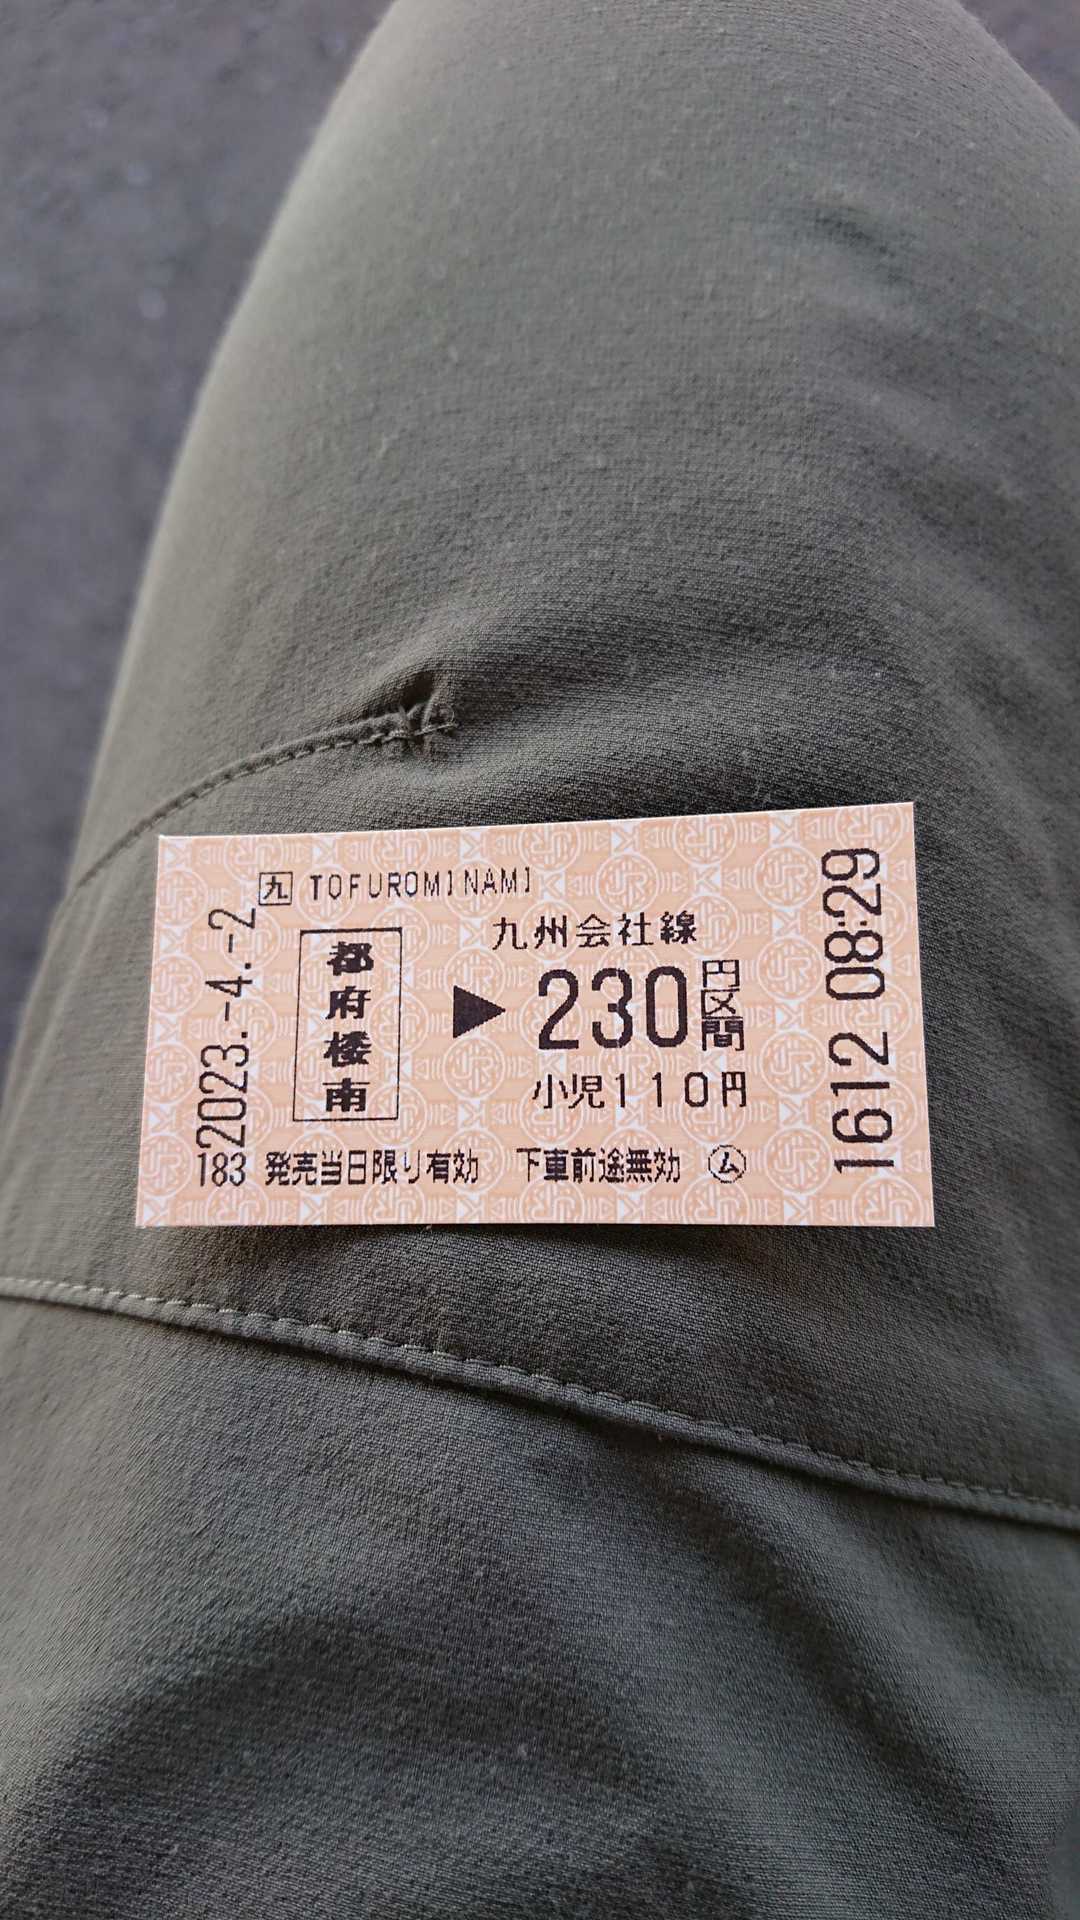 九 TOFUROMINAMI
2023.-4.-2
都府楼南
九州会社線
▶ 230円区間
小児110円
183 発売当日限り有効 下車前途無効 ム
1612 08:29